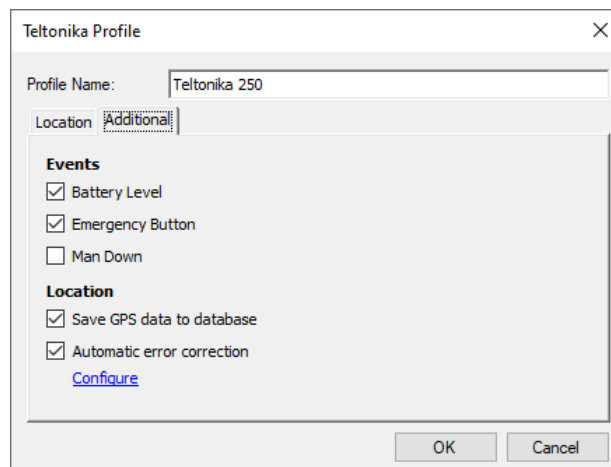 Teltonika Profile
Profile Name: Teltonika 250
Location Additional
Events
Battery Level
Emergency Button
Man Down
Location
Save GPS data to database
Automatic error correction
Configure
OK Cancel